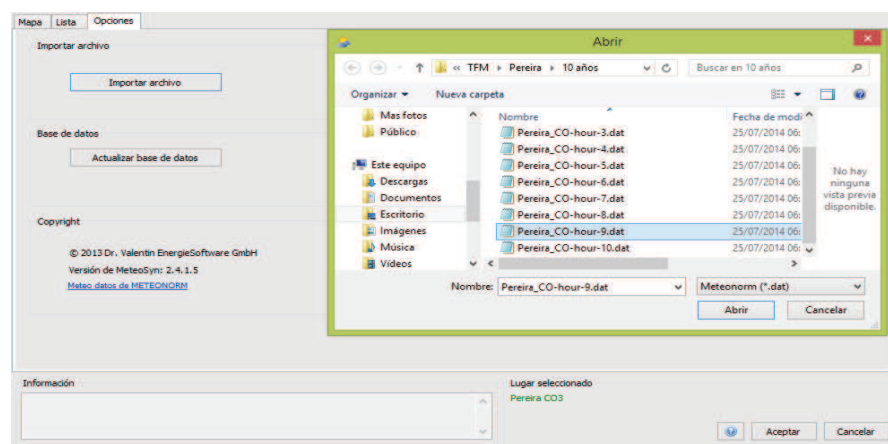 Mapa Lista Opciones
Importar archivo
Importar archivo
Base de datos
Actualizar base de datos
Copyright
© 2013 Dr. Valentin EnergieSoftware GmbH
Versión de MeteoSyn: 2.4.1.5
Meteo datos de METEONORM
Abrir
« TFM Pereira 10 años
Buscar en 10 años
Organizar Nueva carpeta
Mas fotos
Público
Este equipo
Descargas
Documentos
Escritorio
Imágenes
Música
Vídeos
Nombre Fecha de modi
Pereira_CO-hour-3.dat 25/07/2014 06:
Pereira_CO-hour-4.dat 25/07/2014 06:
Pereira_CO-hour-5.dat 25/07/2014 06:
Pereira_CO-hour-6.dat 25/07/2014 06:
Pereira_CO-hour-7.dat 25/07/2014 06:
Pereira_CO-hour-8.dat 25/07/2014 06:
Pereira_CO-hour-9.dat 25/07/2014 06:
Pereira_CO-hour-10.dat 25/07/2014 06:
No hay
ninguna
vista previa
disponible.
Nombre: Pereira_CO-hour-9.dat
Meteonorm (*.dat)
Abrir Cancelar
Información
Lugar seleccionado
Pereira CO3
Aceptar Cancelar